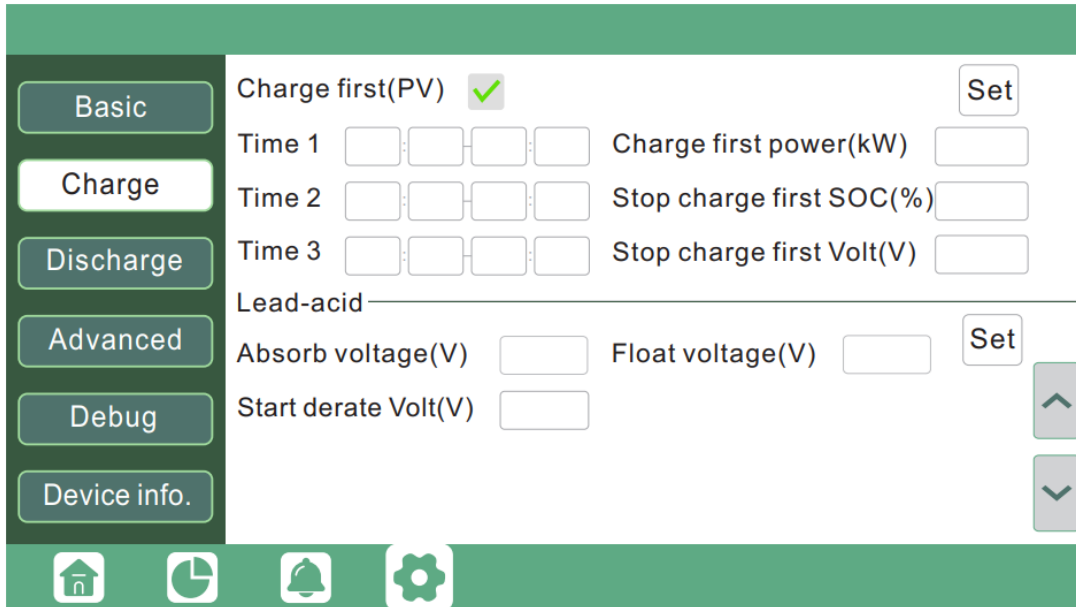 Basic
Charge
Discharge
Advanced
Debug
Device info.
Charge first(PV)
Set
Time 1 : - : Charge first power(kW)
Time 2 : - : Stop charge first SOC(%)
Time 3 : - : Stop charge first Volt(V)
Lead-acid
Absorb voltage(V) Float voltage(V) Set
Start derate Volt(V)